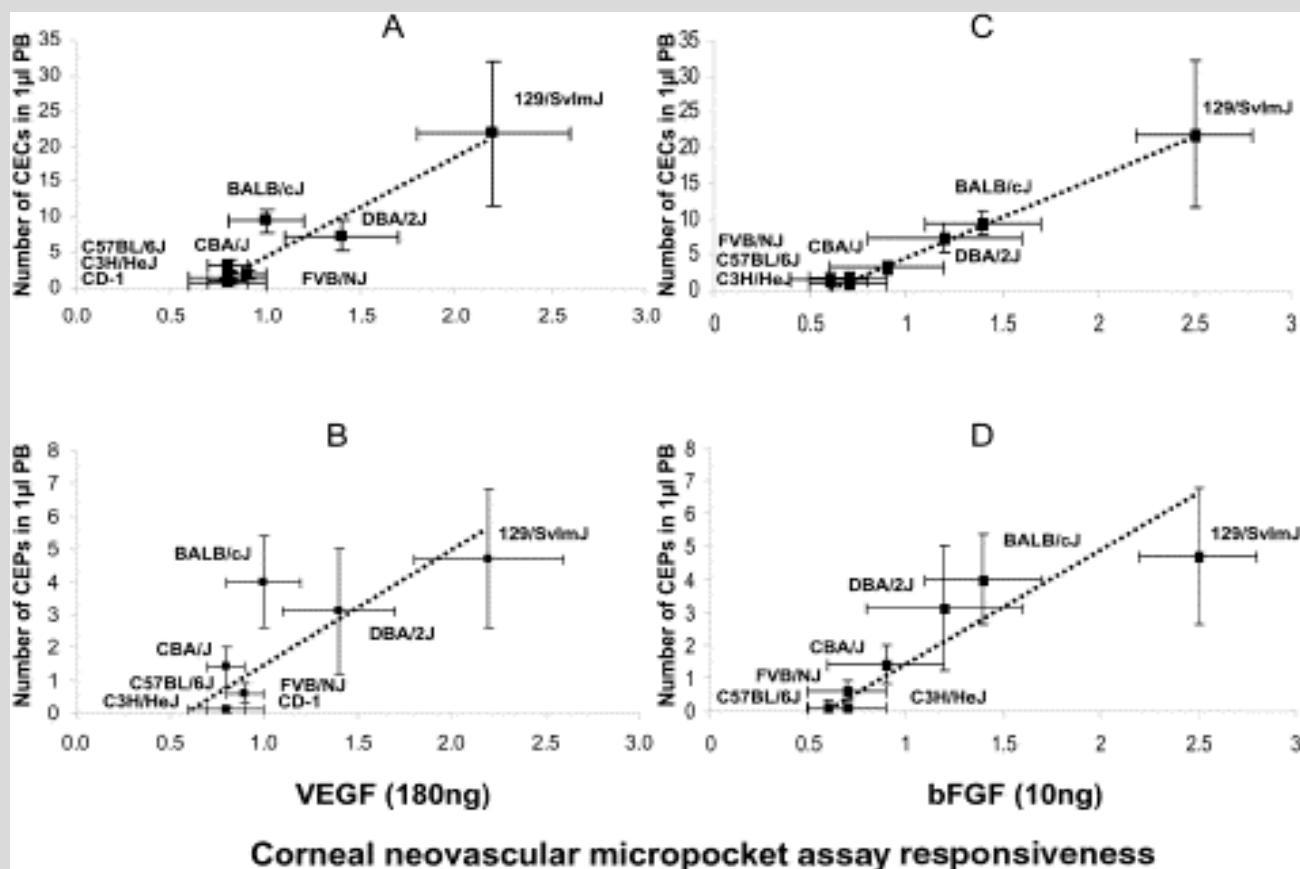 A
Number of CECs in 1µl PB
35
30
25
20
15
10
5
0
129/SvImJ
BALB/cJ
DBA/2J
C57BL/6J
CBA/J
C3H/HeJ
CD-1
FVB/NJ
0.0 0.5 1.0 1.5 2.0 2.5 3.0
C
Number of CECs in 1µl PB
35
30
25
20
15
10
5
0
129/SvImJ
BALB/cJ
FVB/NJ
CBA/J
DBA/2J
C57BL/6J
C3H/HeJ
0 0.5 1 1.5 2 2.5 3
B
Number of CEPs in 1µl PB
8
7
6
5
4
3
2
1
0
129/SvImJ
BALB/cJ
DBA/2J
CBA/J
C57BL/6J
FVB/NJ
C3H/HeJ
CD-1
0.0 0.5 1.0 1.5 2.0 2.5 3.0
VEGF (180ng)
D
Number of CEPs in 1µl PB
8
7
6
5
4
3
2
1
0
129/SvImJ
BALB/cJ
DBA/2J
CBA/J
FVB/NJ
C57BL/6J
C3H/HeJ
0 0.5 1 1.5 2 2.5 3
bFGF (10ng)
Corneal neovascular micropocket assay responsiveness